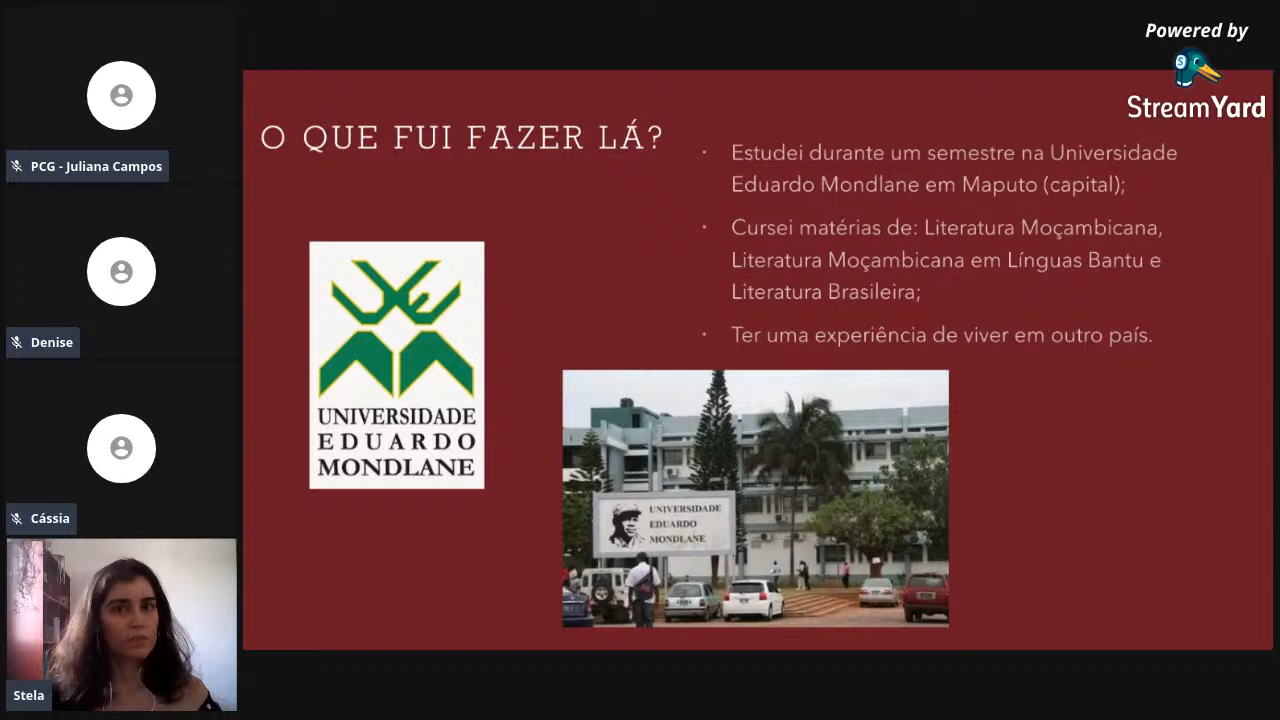 Powered by
StreamYard
PCG - Juliana Campos
Denise
Cássia
Stela
O QUE FUI FAZER LÁ?
UNIVERSIDADE
EDUARDO
MONDLANE
• Estudei durante um semestre na Universidade
Eduardo Mondlane em Maputo (capital);
• Cursei matérias de: Literatura Moçambicana,
Literatura Moçambicana em Línguas Bantu e
Literatura Brasileira;
• Ter uma experiência de viver em outro país.
UNIVERSIDADE
EDUARDO
MONDLANE